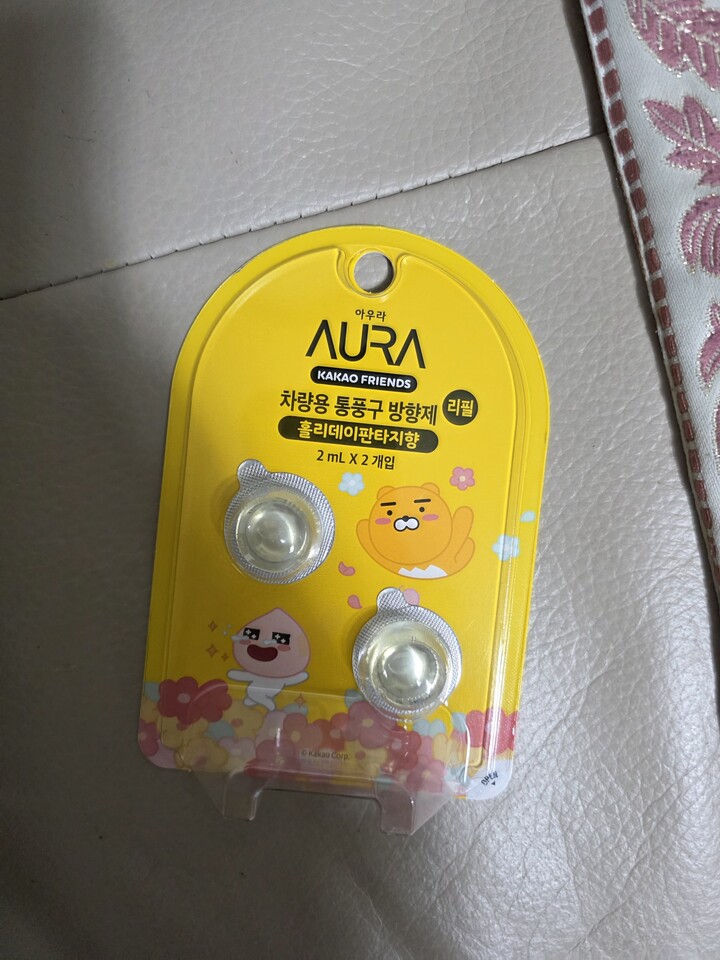 아우라
AURA
KAKAO FRIENDS
차량용 통풍구 방향제 리필
홀리데이판타지향
2 mL X 2 개입
© Kakao Corp.
OPEN